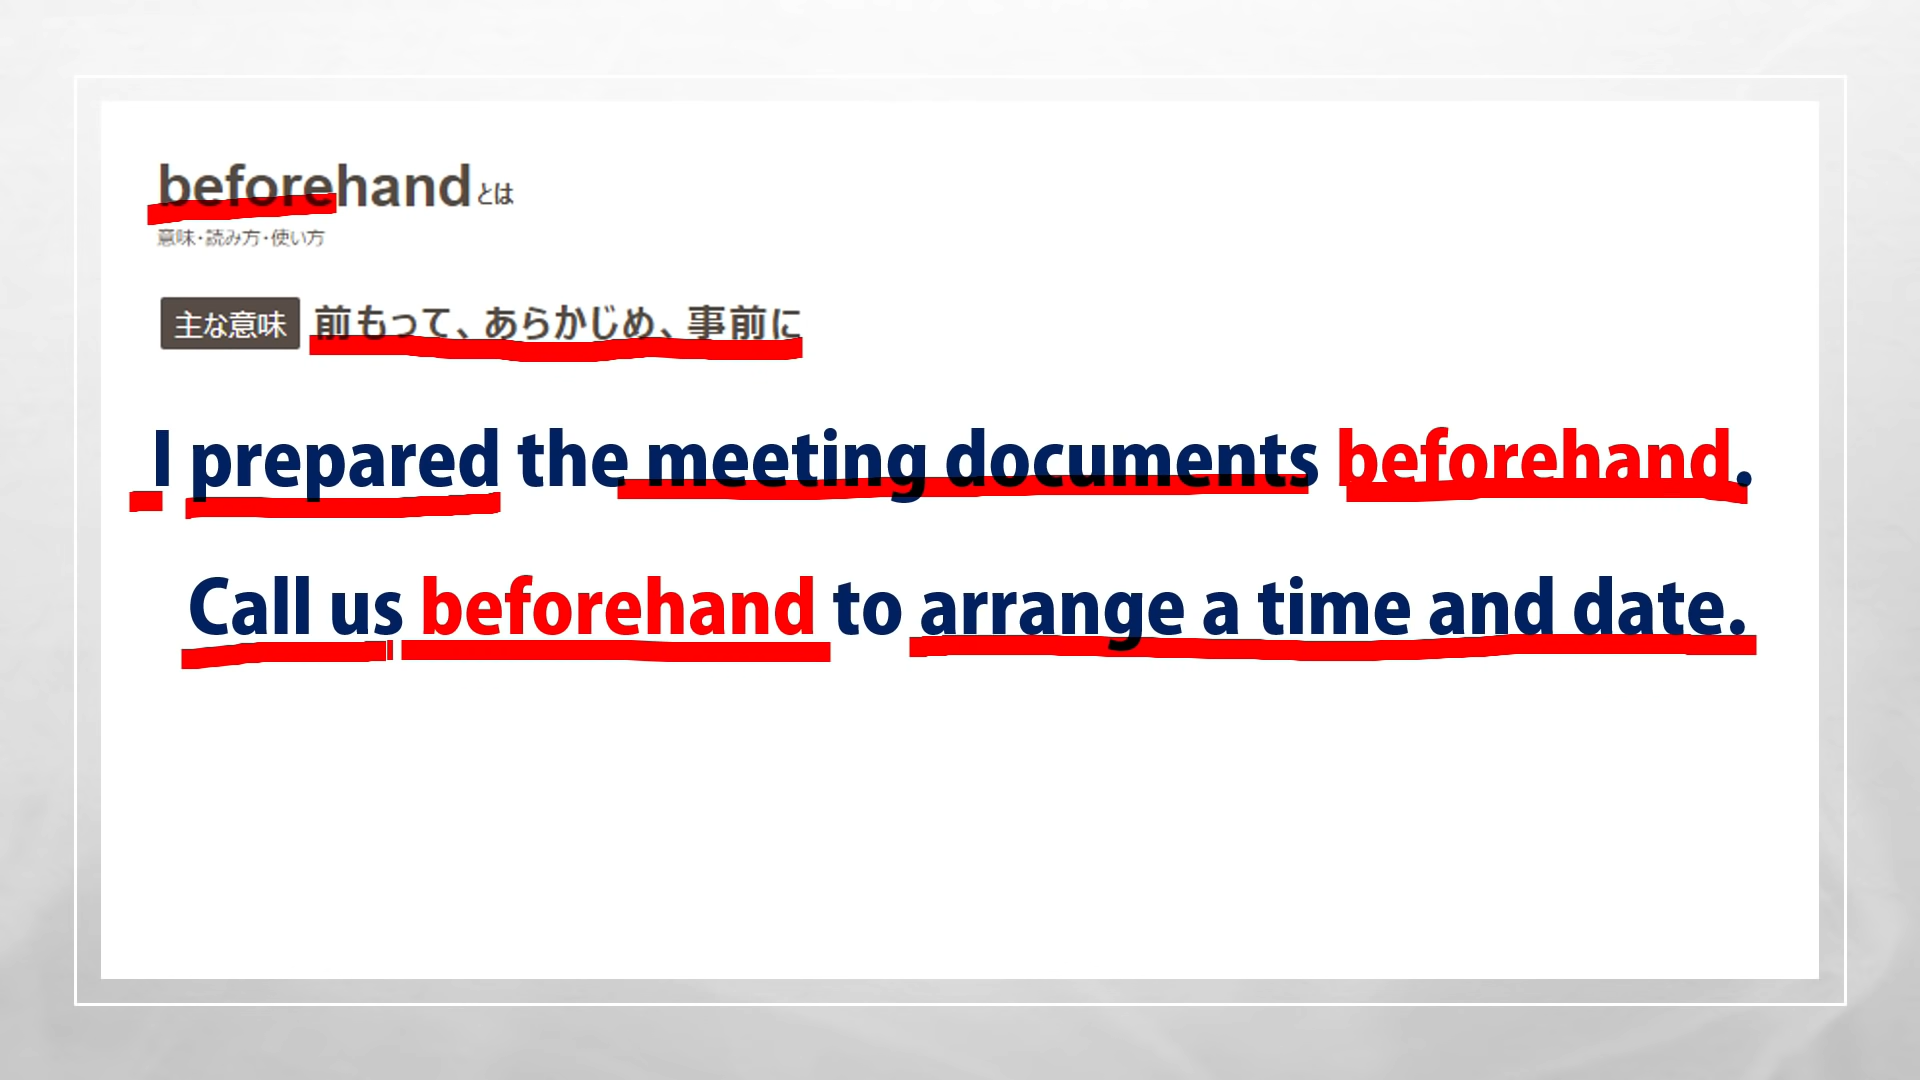 beforehandとは
意味・読み方・使い方
主な意味 前もって、あらかじめ、事前に
I prepared the meeting documents beforehand.
Call us beforehand to arrange a time and date.